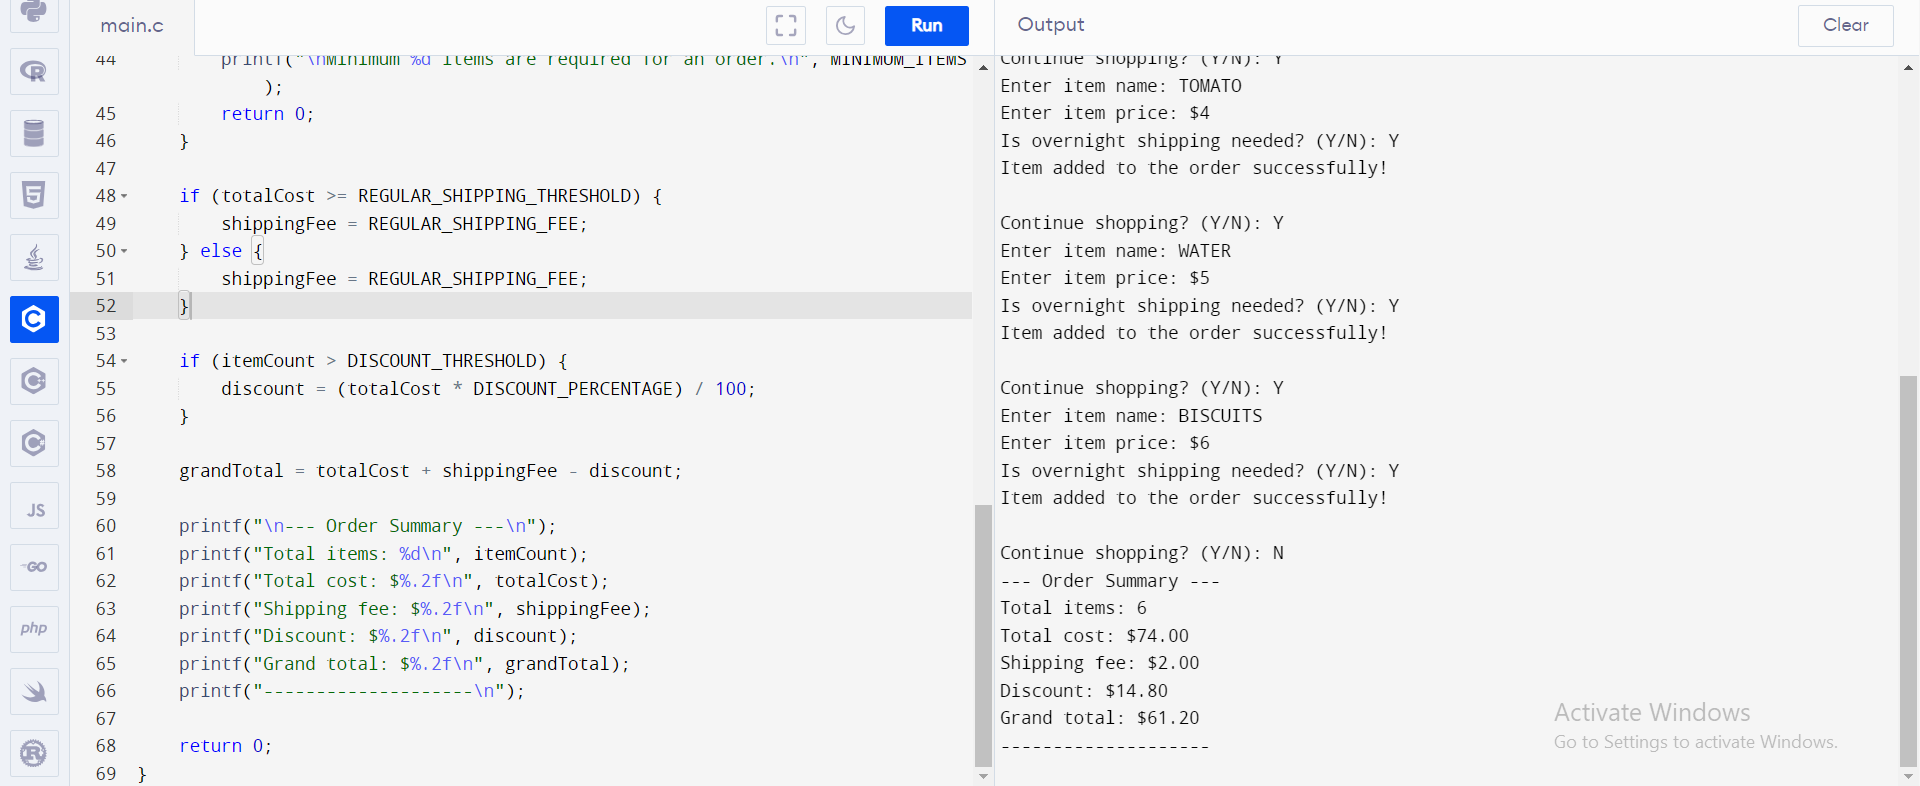 main.c
Run
44 printf("\nMinimum %d items are required for an order.\n", MINIMUM_ITEMS
);
45 return 0;
46 }
47
48 if (totalCost >= REGULAR_SHIPPING_THRESHOLD) {
49 shippingFee = REGULAR_SHIPPING_FEE;
50 } else {
51 shippingFee = REGULAR_SHIPPING_FEE;
52 }
53
54 if (itemCount > DISCOUNT_THRESHOLD) {
55 discount = (totalCost * DISCOUNT_PERCENTAGE) / 100;
56 }
57
58 grandTotal = totalCost + shippingFee - discount;
59
60 printf("\n--- Order Summary ---\n");
61 printf("Total items: %d\n", itemCount);
62 printf("Total cost: $%.2f\n", totalCost);
63 printf("Shipping fee: $%.2f\n", shippingFee);
64 printf("Discount: $%.2f\n", discount);
65 printf("Grand total: $%.2f\n", grandTotal);
66 printf("--------------------\n");
67
68 return 0;
69 }
R
5
C
C
C
JS
GO
php
R
Output
Clear
Continue shopping? (Y/N): Y
Enter item name: TOMATO
Enter item price: $4
Is overnight shipping needed? (Y/N): Y
Item added to the order successfully!
Continue shopping? (Y/N): Y
Enter item name: WATER
Enter item price: $5
Is overnight shipping needed? (Y/N): Y
Item added to the order successfully!
Continue shopping? (Y/N): Y
Enter item name: BISCUITS
Enter item price: $6
Is overnight shipping needed? (Y/N): Y
Item added to the order successfully!
Continue shopping? (Y/N): N
--- Order Summary ---
Total items: 6
Total cost: $74.00
Shipping fee: $2.00
Discount: $14.80
Grand total: $61.20
--------------------
Activate Windows
Go to Settings to activate Windows.